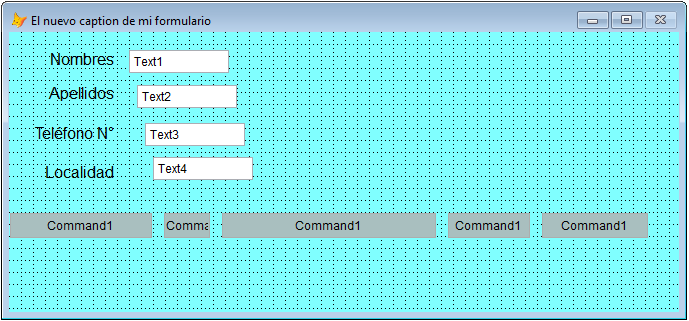 El nuevo caption de mi formulario
Nombres Text1
Apellidos Text2
Teléfono N° Text3
Localidad Text4
Command1 Comma Command1 Command1 Command1